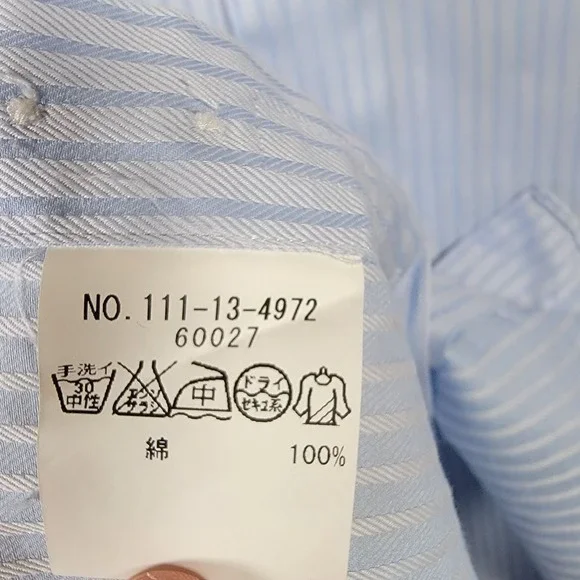 NO. 111-13-4972
60027
手洗イ
30
中性
エンソ
サラシ
中
ドライ
セキユ系
綿 100%